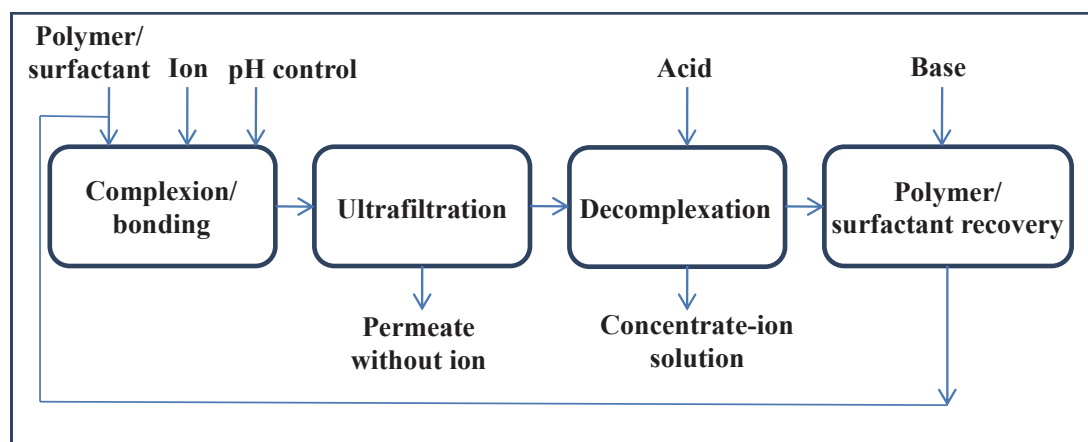 Polymer/
surfactant
Ion
pH control
Acid
Base
Complexion/
bonding
Ultrafiltration
Decomplexation
Polymer/
surfactant recovery
Permeate
without ion
Concentrate-ion
solution